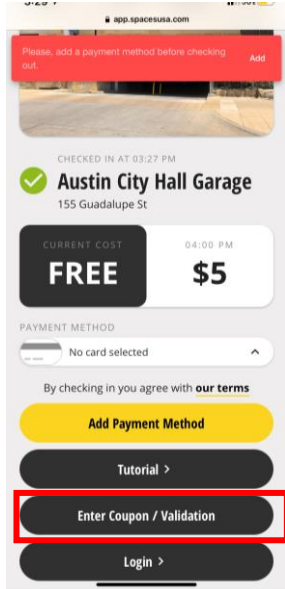 app.spacesusa.com
Please, add a payment method before checking
out.
Add
CHECKED IN AT 03:27 PM
Austin City Hall Garage
155 Guadalupe St
CURRENT COST
FREE
04:00 PM
$5
PAYMENT METHOD
No card selected
By checking in you agree with our terms
Add Payment Method
Tutorial >
Enter Coupon / Validation
Login >